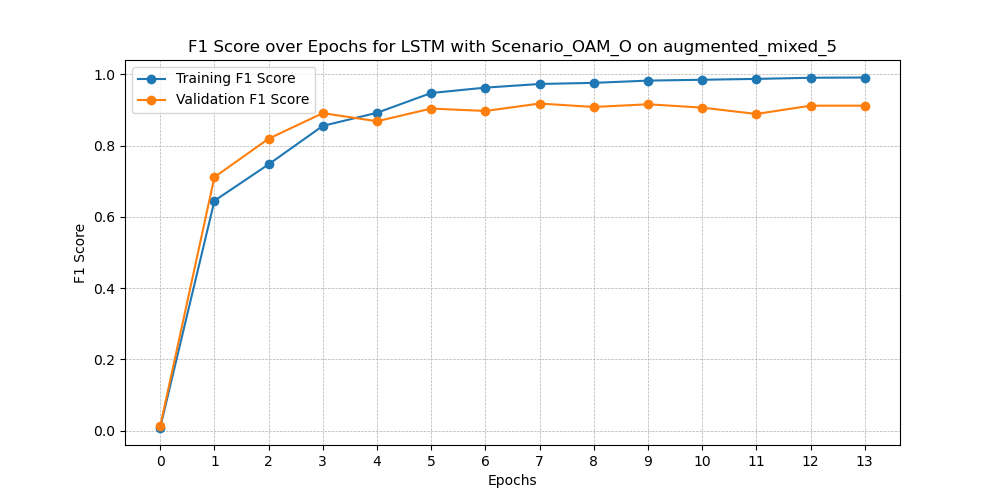 F1 Score over Epochs for LSTM with Scenario_OAM_O on augmented_mixed_5
Training F1 Score
Validation F1 Score
1.0
0.8
0.6
0.4
0.2
0.0
F1 Score
0 1 2 3 4 5 6 7 8 9 10 11 12 13
Epochs